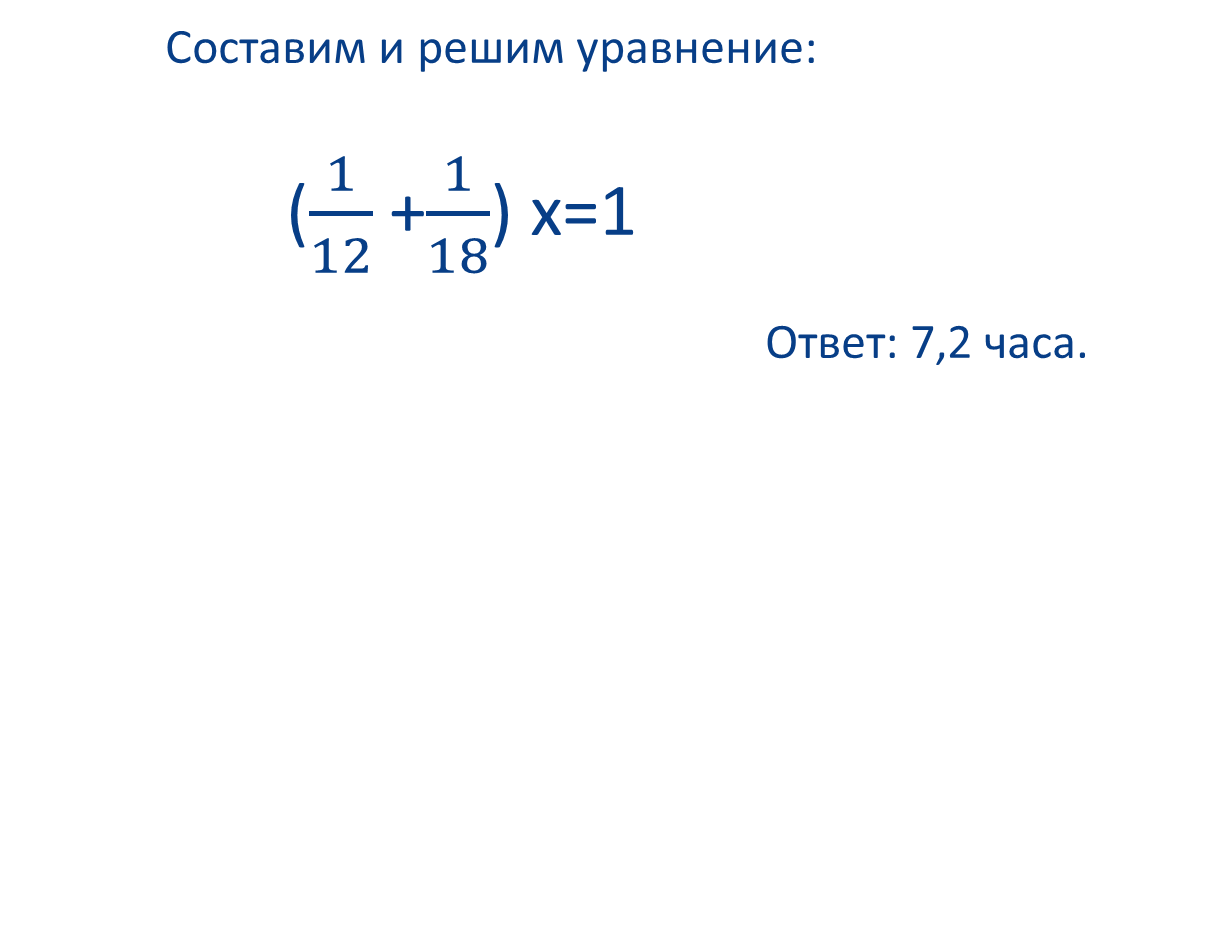 Составим и решим уравнение:
(1/12 +1/18) x=1
Ответ: 7,2 часа.